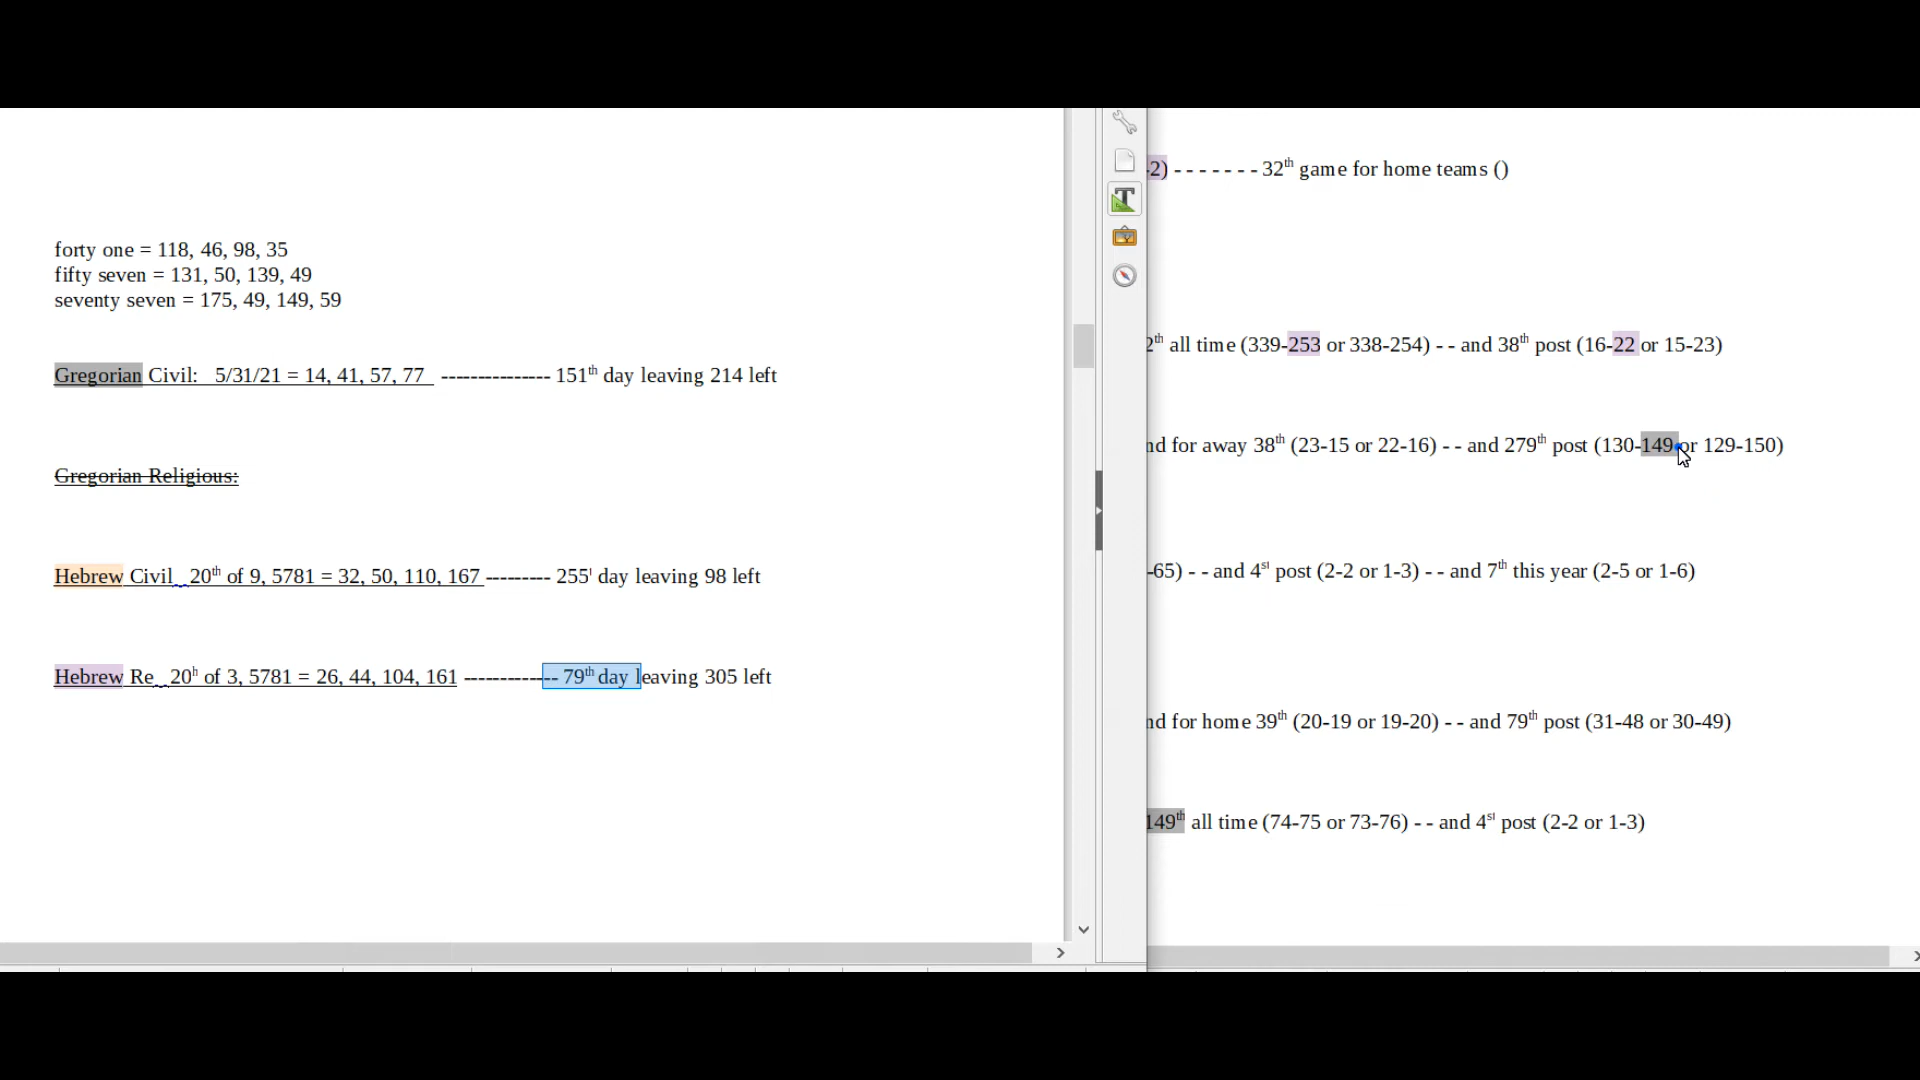 forty one = 118, 46, 98, 35
fifty seven = 131, 50, 139, 49
seventy seven = 175, 49, 149, 59
Gregorian Civil: 5/31/21 = 14, 41, 57, 77 --------------- 151th day leaving 214 left
Gregorian Religious:
Hebrew Civil 20th of 9, 5781 = 32, 50, 110, 167 --------- 255t day leaving 98 left
Hebrew Re 20h of 3, 5781 = 26, 44, 104, 161 ------------- 79th day leaving 305 left
-2) - - - - - - - 32th game for home teams ()
2th all time (339-253 or 338-254) - - and 38th post (16-22 or 15-23)
nd for away 38th (23-15 or 22-16) - - and 279th post (130-149 or 129-150)
-65) - - and 4st post (2-2 or 1-3) - - and 7th this year (2-5 or 1-6)
nd for home 39th (20-19 or 19-20) - - and 79th post (31-48 or 30-49)
149th all time (74-75 or 73-76) - - and 4st post (2-2 or 1-3)